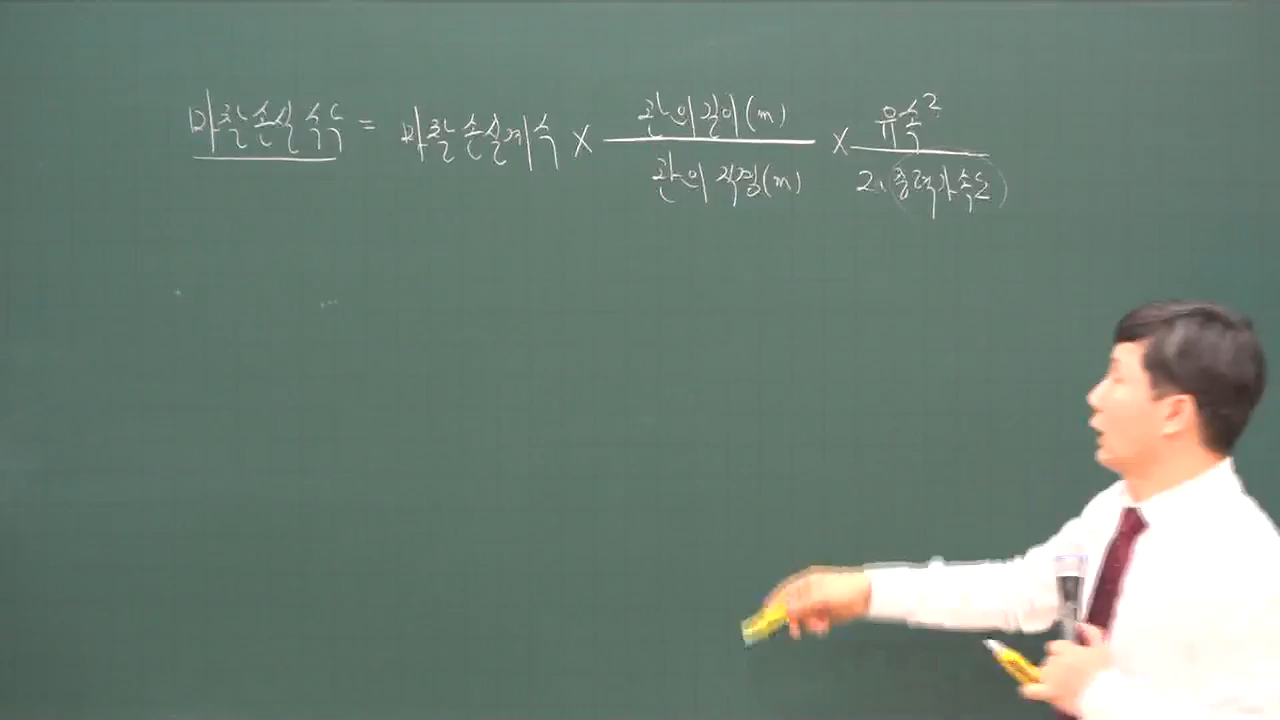 마찰손실수두 = 마찰손실계수 × 관의길이(m) / 관의 직경(m) × 유속² / 2·중력가속도